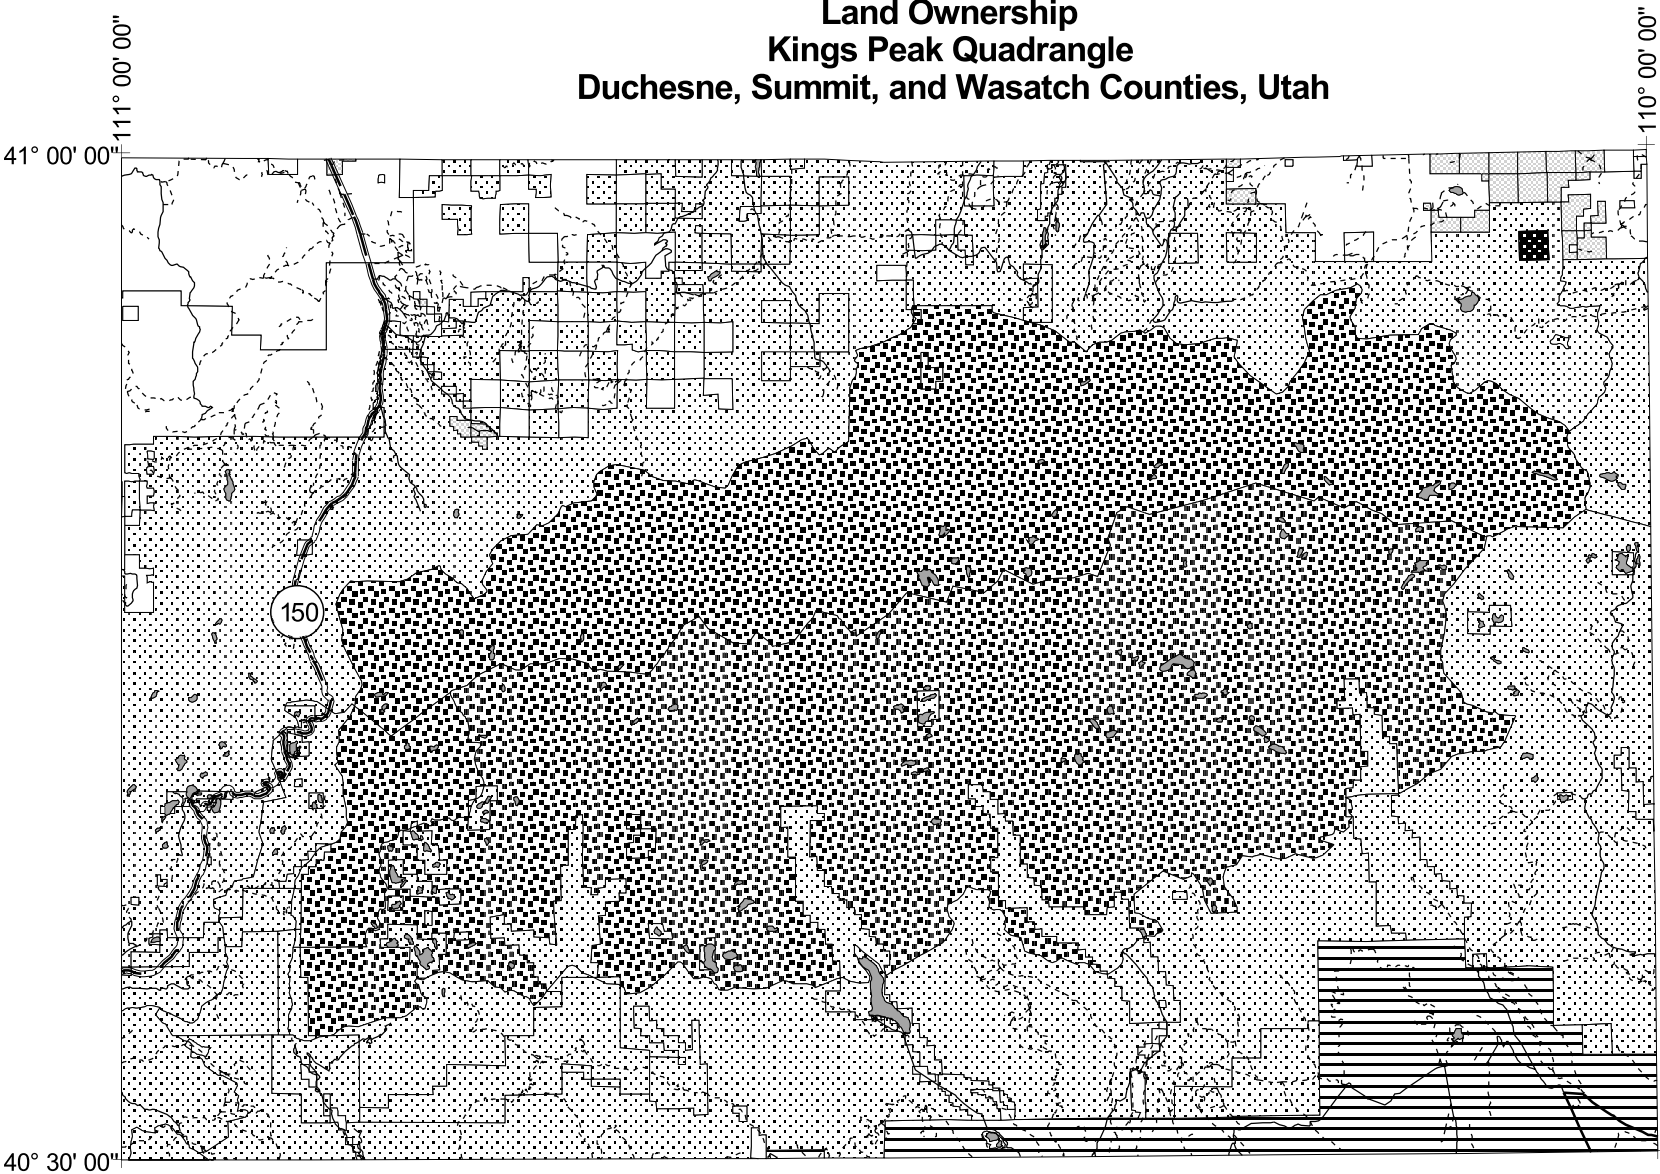 Land Ownership
Kings Peak Quadrangle
Duchesne, Summit, and Wasatch Counties, Utah
111° 00' 00"
110° 00' 00"
41° 00' 00"
150
40° 30' 00"